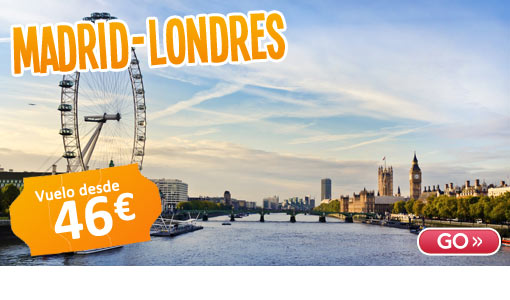 MADRID-LONDRES
Vuelo desde
46€
GO »